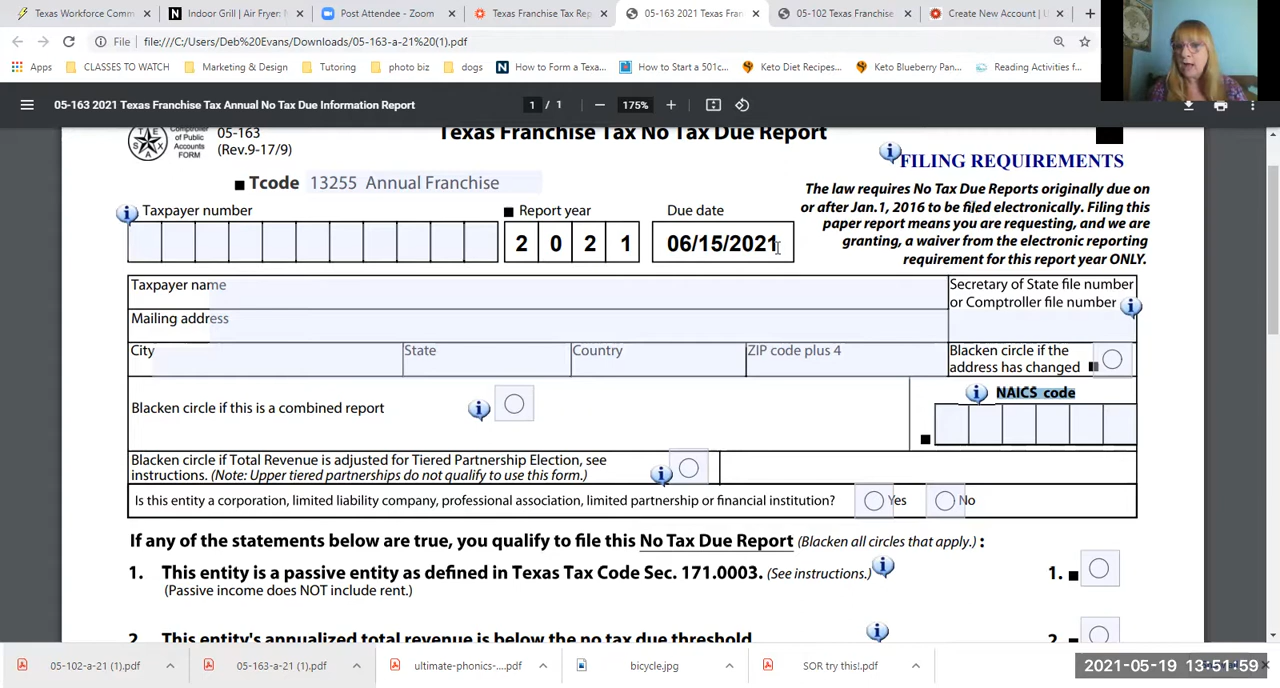 Texas Workforce Comm
Indoor Grill | Air Fryer:
Post Attendee - Zoom
Texas Franchise Tax Rep
05-163 2021 Texas Fran
05-102 Texas Franchise
Create New Account | U
File
file:///C:/Users/Deb%20Evans/Downloads/05-163-a-21%20(1).pdf
Apps
CLASSES TO WATCH
Marketing & Design
Tutoring
photo biz
dogs
How to Form a Texa...
How to Start a 501c...
Keto Diet Recipes...
Keto Blueberry Pan...
Reading Activities f...
05-163 2021 Texas Franchise Tax Annual No Tax Due Information Report
1 / 1
175%
Comptroller
of Public
Accounts
FORM
05-163
(Rev.9-17/9)
Texas Franchise Tax No Tax Due Report
FILING REQUIREMENTS
Tcode 13255 Annual Franchise
The law requires No Tax Due Reports originally due on
or after Jan.1, 2016 to be filed electronically. Filing this
paper report means you are requesting, and we are
granting, a waiver from the electronic reporting
requirement for this report year ONLY.
Taxpayer number
Report year
Due date
2 0 2 1
06/15/2021
Taxpayer name
Secretary of State file number
or Comptroller file number
Mailing address
City
State
Country
ZIP code plus 4
Blacken circle if the
address has changed
Blacken circle if this is a combined report
NAICS code
Blacken circle if Total Revenue is adjusted for Tiered Partnership Election, see
instructions. (Note: Upper tiered partnerships do not qualify to use this form.)
Is this entity a corporation, limited liability company, professional association, limited partnership or financial institution?
Yes
No
If any of the statements below are true, you qualify to file this No Tax Due Report (Blacken all circles that apply.) :
1. This entity is a passive entity as defined in Texas Tax Code Sec. 171.0003. (See instructions.)
(Passive income does NOT include rent.)
1.
2. This entity's annualized total revenue is below the no tax due threshold.
2.
05-102-a-21 (1).pdf
05-163-a-21 (1).pdf
ultimate-phonics-....pdf
bicycle.jpg
SOR try this!.pdf
2021-05-19 13:51:59